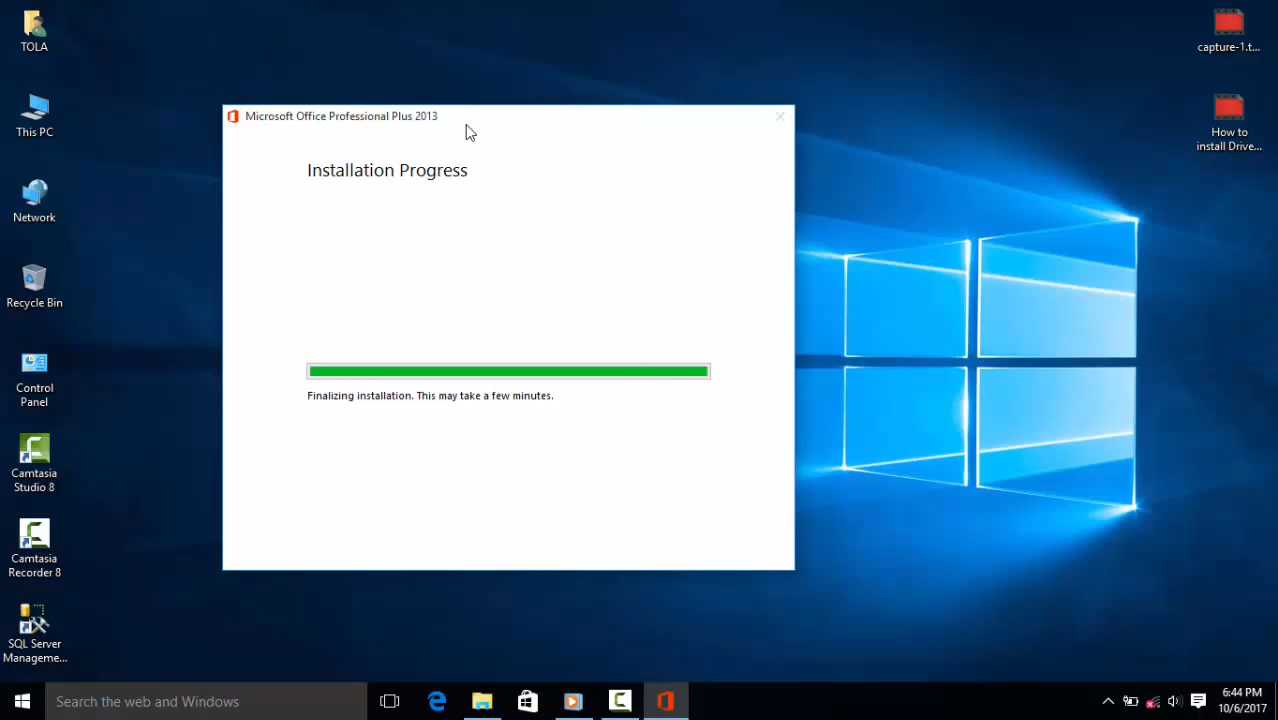 TOLA
This PC
Network
Recycle Bin
Control
Panel
Camtasia
Studio 8
Camtasia
Recorder 8
SQL Server
Manageme...
Microsoft Office Professional Plus 2013
Installation Progress
Finalizing installation. This may take a few minutes.
capture-1.t...
How to
install Drive...
Search the web and Windows
6:44 PM
10/6/2017